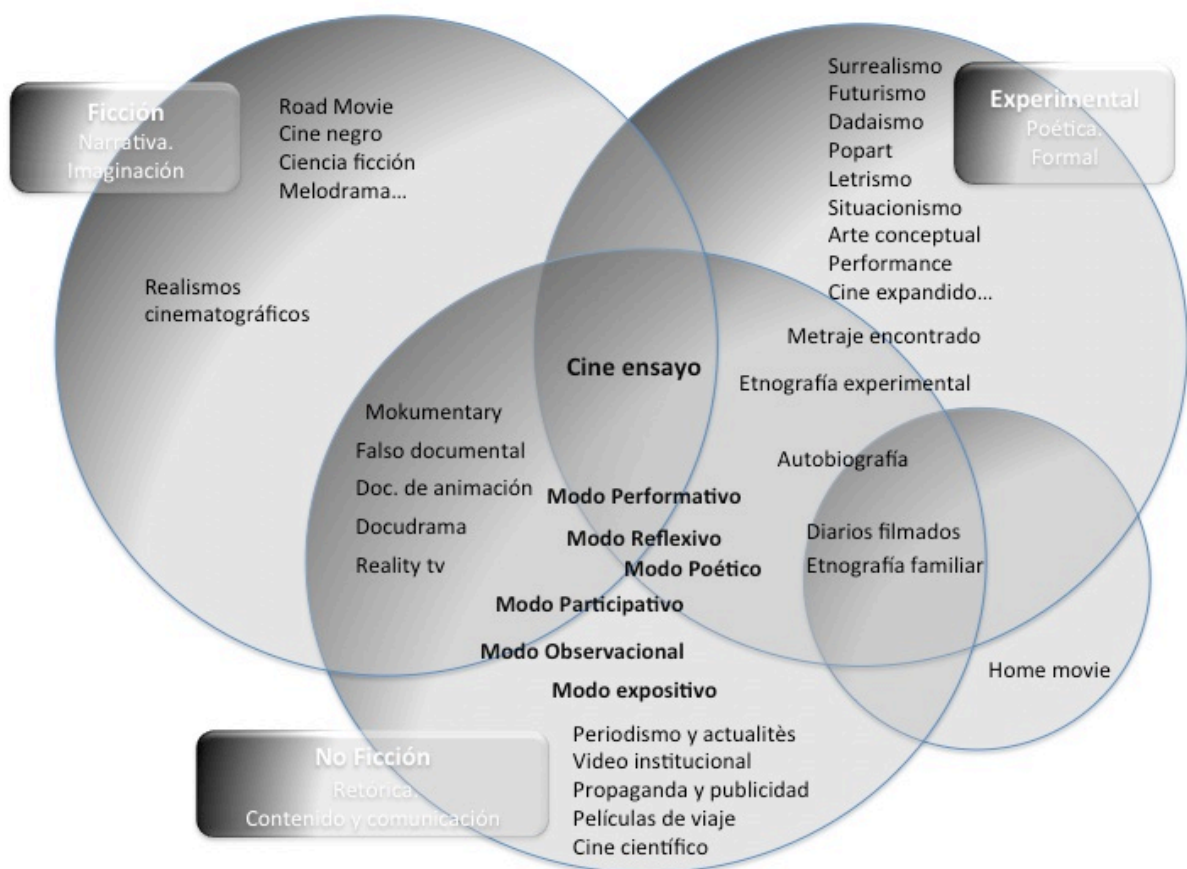 Ficción
Narrativa.
Imaginación
Road Movie
Cine negro
Ciencia ficción
Melodrama...
Realismos
cinematográficos
Surrealismo
Futurismo
Dadaismo
Popart
Letrismo
Situacionismo
Arte conceptual
Performance
Cine expandido...
Experimental
Poética.
Formal
Metraje encontrado
Cine ensayo
Etnografía experimental
Mokumentary
Falso documental
Doc. de animación
Docudrama
Reality tv
Autobiografía
Modo Performativo
Modo Reflexivo
Modo Poético
Modo Participativo
Modo Observacional
Modo expositivo
Diarios filmados
Etnografía familiar
Home movie
No Ficción
Retórica.
Contenido y comunicación
Periodismo y actualitès
Video institucional
Propaganda y publicidad
Películas de viaje
Cine científico